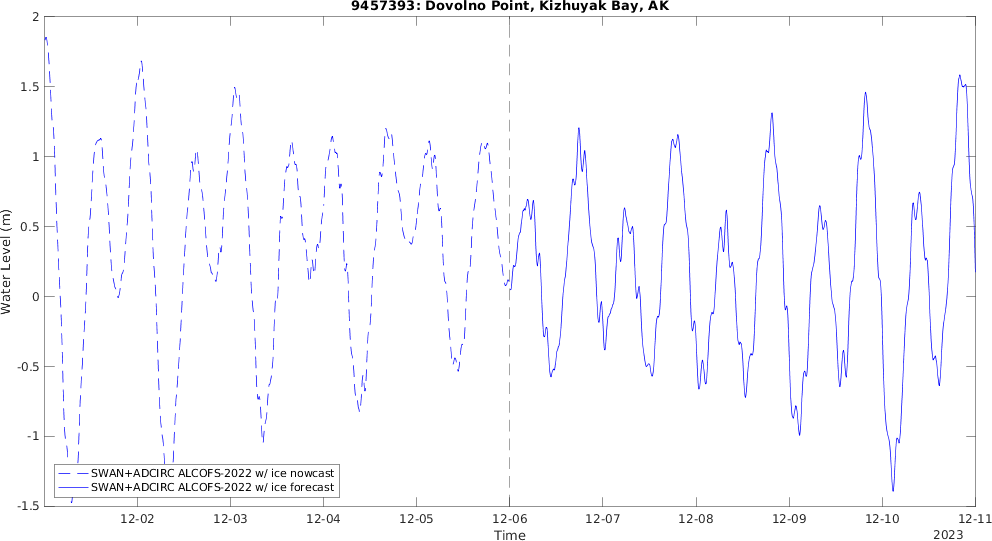 9457393: Dovolno Point, Kizhuyak Bay, AK
2
1.5
1
0.5
0
-0.5
-1
-1.5
Water Level (m)
SWAN+ADCIRC ALCOFS-2022 w/ ice nowcast
SWAN+ADCIRC ALCOFS-2022 w/ ice forecast
12-02 12-03 12-04 12-05 12-06 12-07 12-08 12-09 12-10 12-11
Time
2023